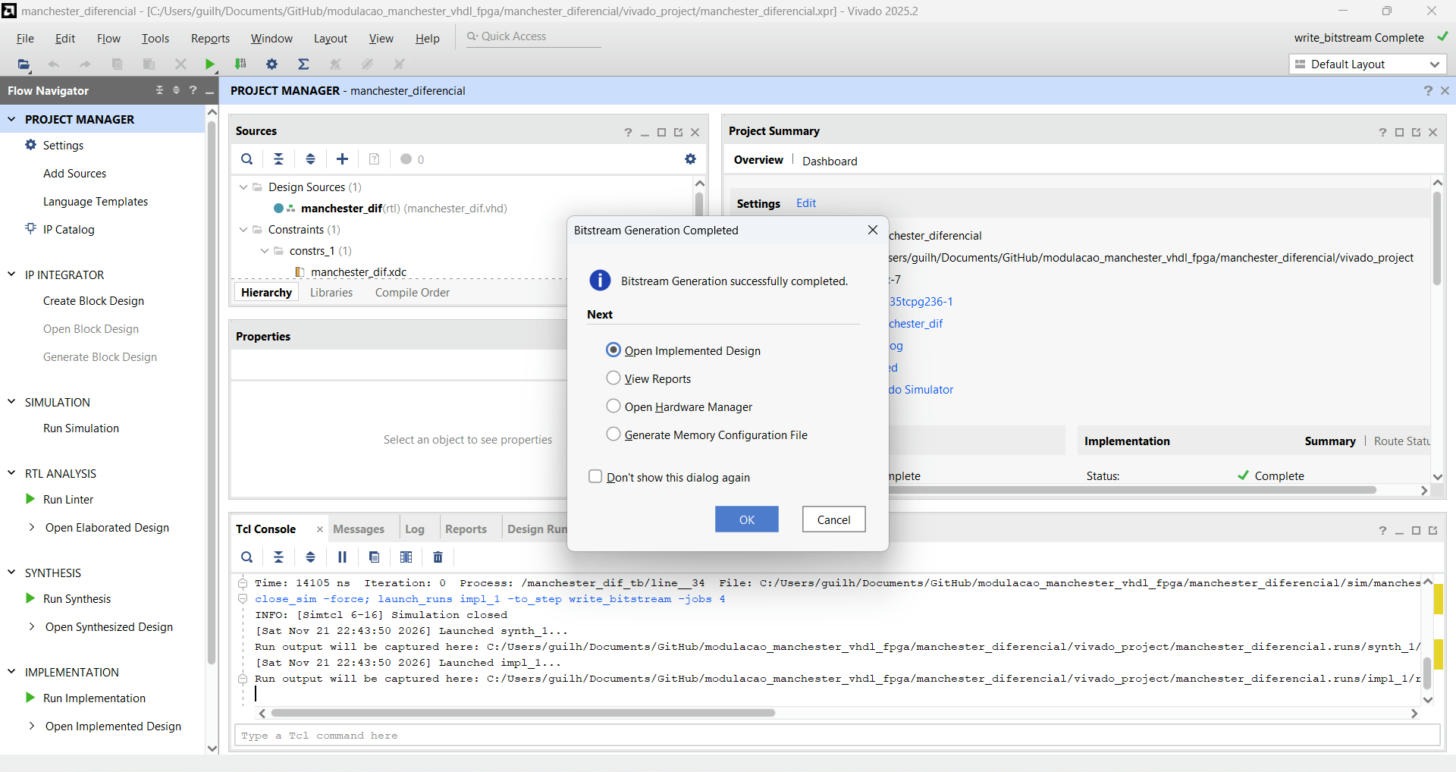 manchester_diferencial - [C:/Users/guilh/Documents/GitHub/modulacao_manchester_vhdl_fpga/manchester_diferencial/vivado_project/manchester_diferencial.xpr] - Vivado 2025.2
File Edit Flow Tools Reports Window Layout View Help Quick Access
write_bitstream Complete
Default Layout
Flow Navigator
PROJECT MANAGER - manchester_diferencial
PROJECT MANAGER
Settings
Add Sources
Language Templates
IP Catalog
IP INTEGRATOR
Create Block Design
Open Block Design
Generate Block Design
SIMULATION
Run Simulation
RTL ANALYSIS
Run Linter
Open Elaborated Design
SYNTHESIS
Run Synthesis
Open Synthesized Design
IMPLEMENTATION
Run Implementation
Open Implemented Design
Sources
0
Design Sources (1)
manchester_dif(rtl) (manchester_dif.vhd)
Constraints (1)
constrs_1 (1)
manchester_dif.xdc
Hierarchy Libraries Compile Order
Properties
Select an object to see properties
Project Summary
Overview Dashboard
Settings Edit
chester_diferencial
sers/guilh/Documents/GitHub/modulacao_manchester_vhdl_fpga/manchester_diferencial/vivado_project
-7
35tcpg236-1
chester_dif
og
ed
do Simulator
Implementation Summary Route Statu
nplete
Status: Complete
Bitstream Generation Completed
Bitstream Generation successfully completed.
Next
Open Implemented Design
View Reports
Open Hardware Manager
Generate Memory Configuration File
Don't show this dialog again
OK Cancel
Tcl Console Messages Log Reports Design Run
Time: 14105 ns Iteration: 0 Process: /manchester_dif_tb/line__34 File: C:/Users/guilh/Documents/GitHub/modulacao_manchester_vhdl_fpga/manchester_diferencial/sim/manches
close_sim -force; launch_runs impl_1 -to_step write_bitstream -jobs 4
INFO: [Simtcl 6-16] Simulation closed
[Sat Nov 21 22:43:50 2026] Launched synth_1...
Run output will be captured here: C:/Users/guilh/Documents/GitHub/modulacao_manchester_vhdl_fpga/manchester_diferencial/vivado_project/manchester_diferencial.runs/synth_1/
[Sat Nov 21 22:43:50 2026] Launched impl_1...
Run output will be captured here: C:/Users/guilh/Documents/GitHub/modulacao_manchester_vhdl_fpga/manchester_diferencial/vivado_project/manchester_diferencial.runs/impl_1/r
Type a Tcl command here